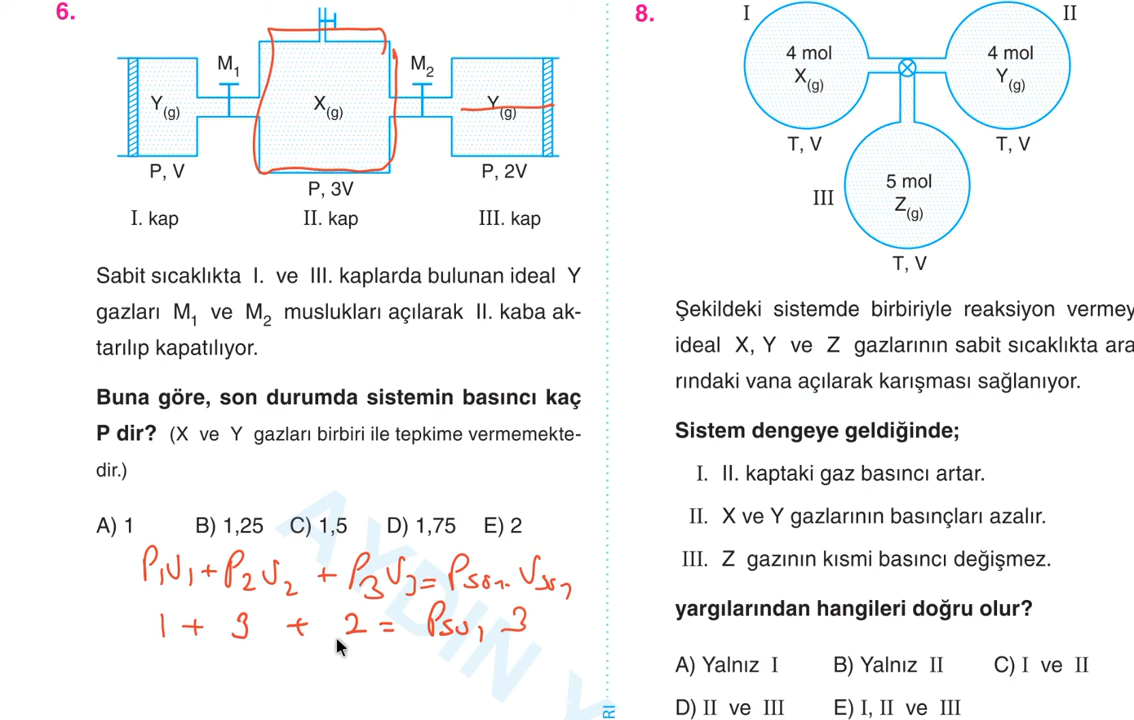 6.
M1
M2
Y(g)
X(g)
Y(g)
P, V
P, 3V
P, 2V
I. kap
II. kap
III. kap
Sabit sıcaklıkta I. ve III. kaplarda bulunan ideal Y
gazları M1 ve M2 muslukları açılarak II. kaba ak-
tarılıp kapatılıyor.
Buna göre, son durumda sistemin basıncı kaç
P dir? (X ve Y gazları birbiri ile tepkime vermemekte-
dir.)
A) 1 B) 1,25 C) 1,5 D) 1,75 E) 2
P1V1 + P2V2 + P3V3 = Pson. Vson
1 + 3 + 2 = Pson 3
8.
I
II
4 mol
X(g)
4 mol
Y(g)
T, V
T, V
III
5 mol
Z(g)
T, V
Şekildeki sistemde birbiriyle reaksiyon vermey
ideal X, Y ve Z gazlarının sabit sıcaklıkta ara
rındaki vana açılarak karışması sağlanıyor.
Sistem dengeye geldiğinde;
I. II. kaptaki gaz basıncı artar.
II. X ve Y gazlarının basınçları azalır.
III. Z gazının kısmi basıncı değişmez.
yargılarından hangileri doğru olur?
A) Yalnız I B) Yalnız II C) I ve II
D) II ve III E) I, II ve III
AYDIN Y
RI